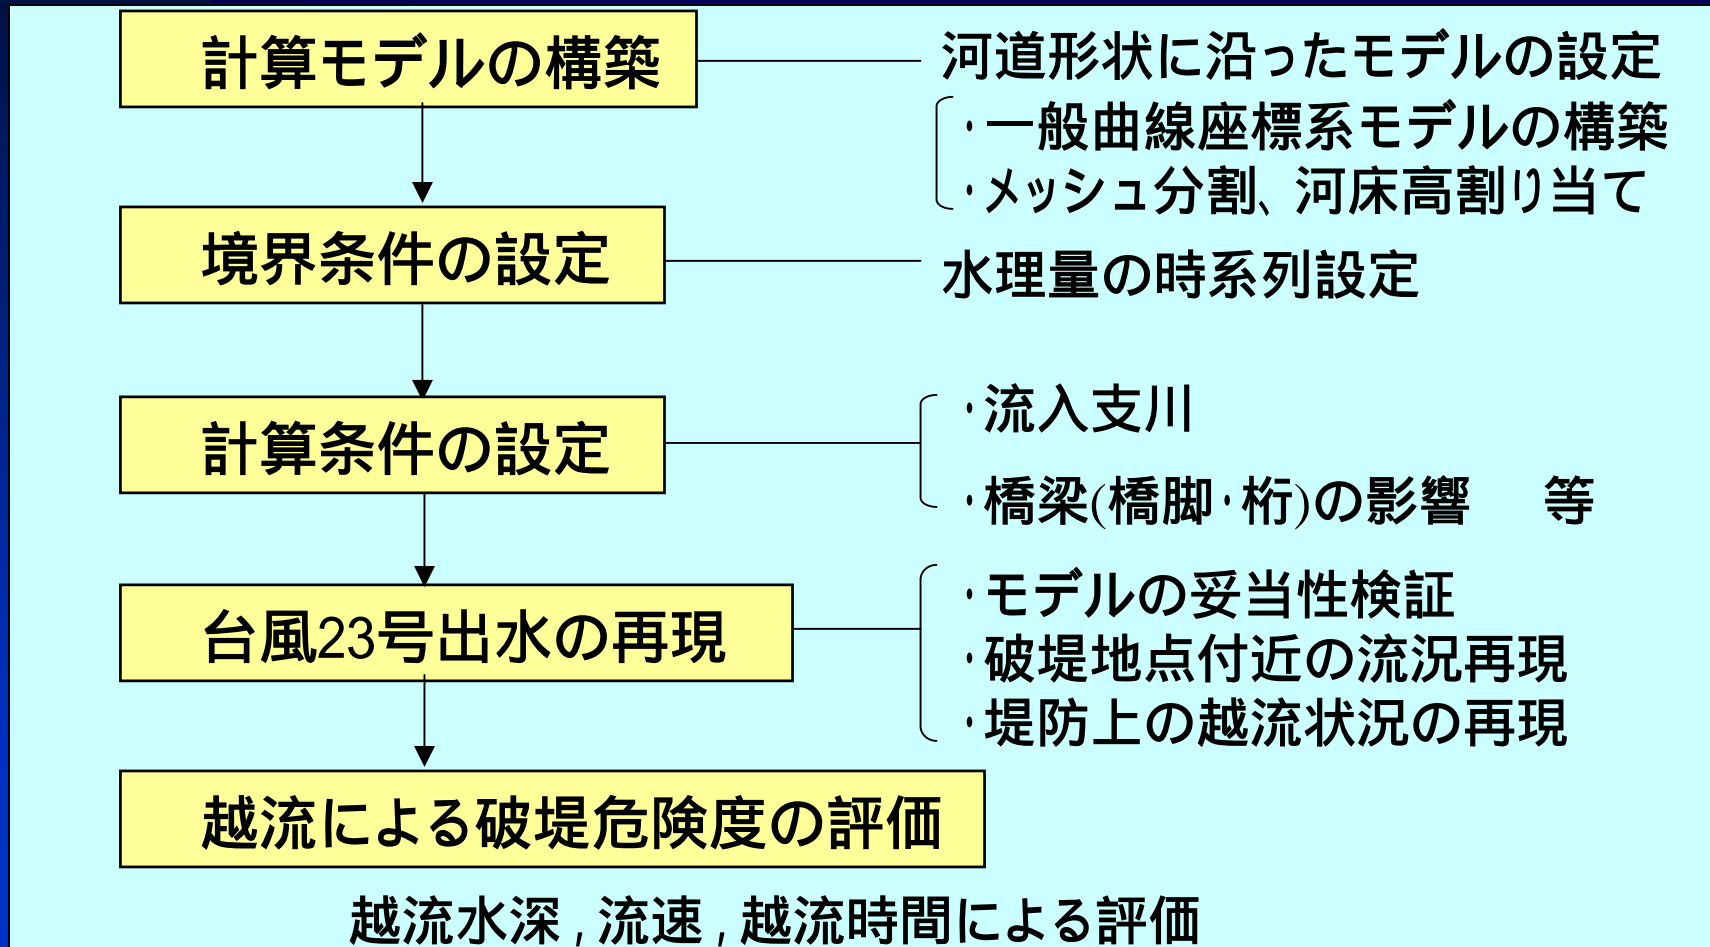 計算モデルの構築
河道形状に沿ったモデルの設定
・一般曲線座標系モデルの構築
・メッシュ分割、河床高割り当て
境界条件の設定
水理量の時系列設定
計算条件の設定
・流入支川
・橋梁(橋脚・桁)の影響　等
台風23号出水の再現
・モデルの妥当性検証
・破堤地点付近の流況再現
・堤防上の越流状況の再現
越流による破堤危険度の評価
越流水深,流速,越流時間による評価